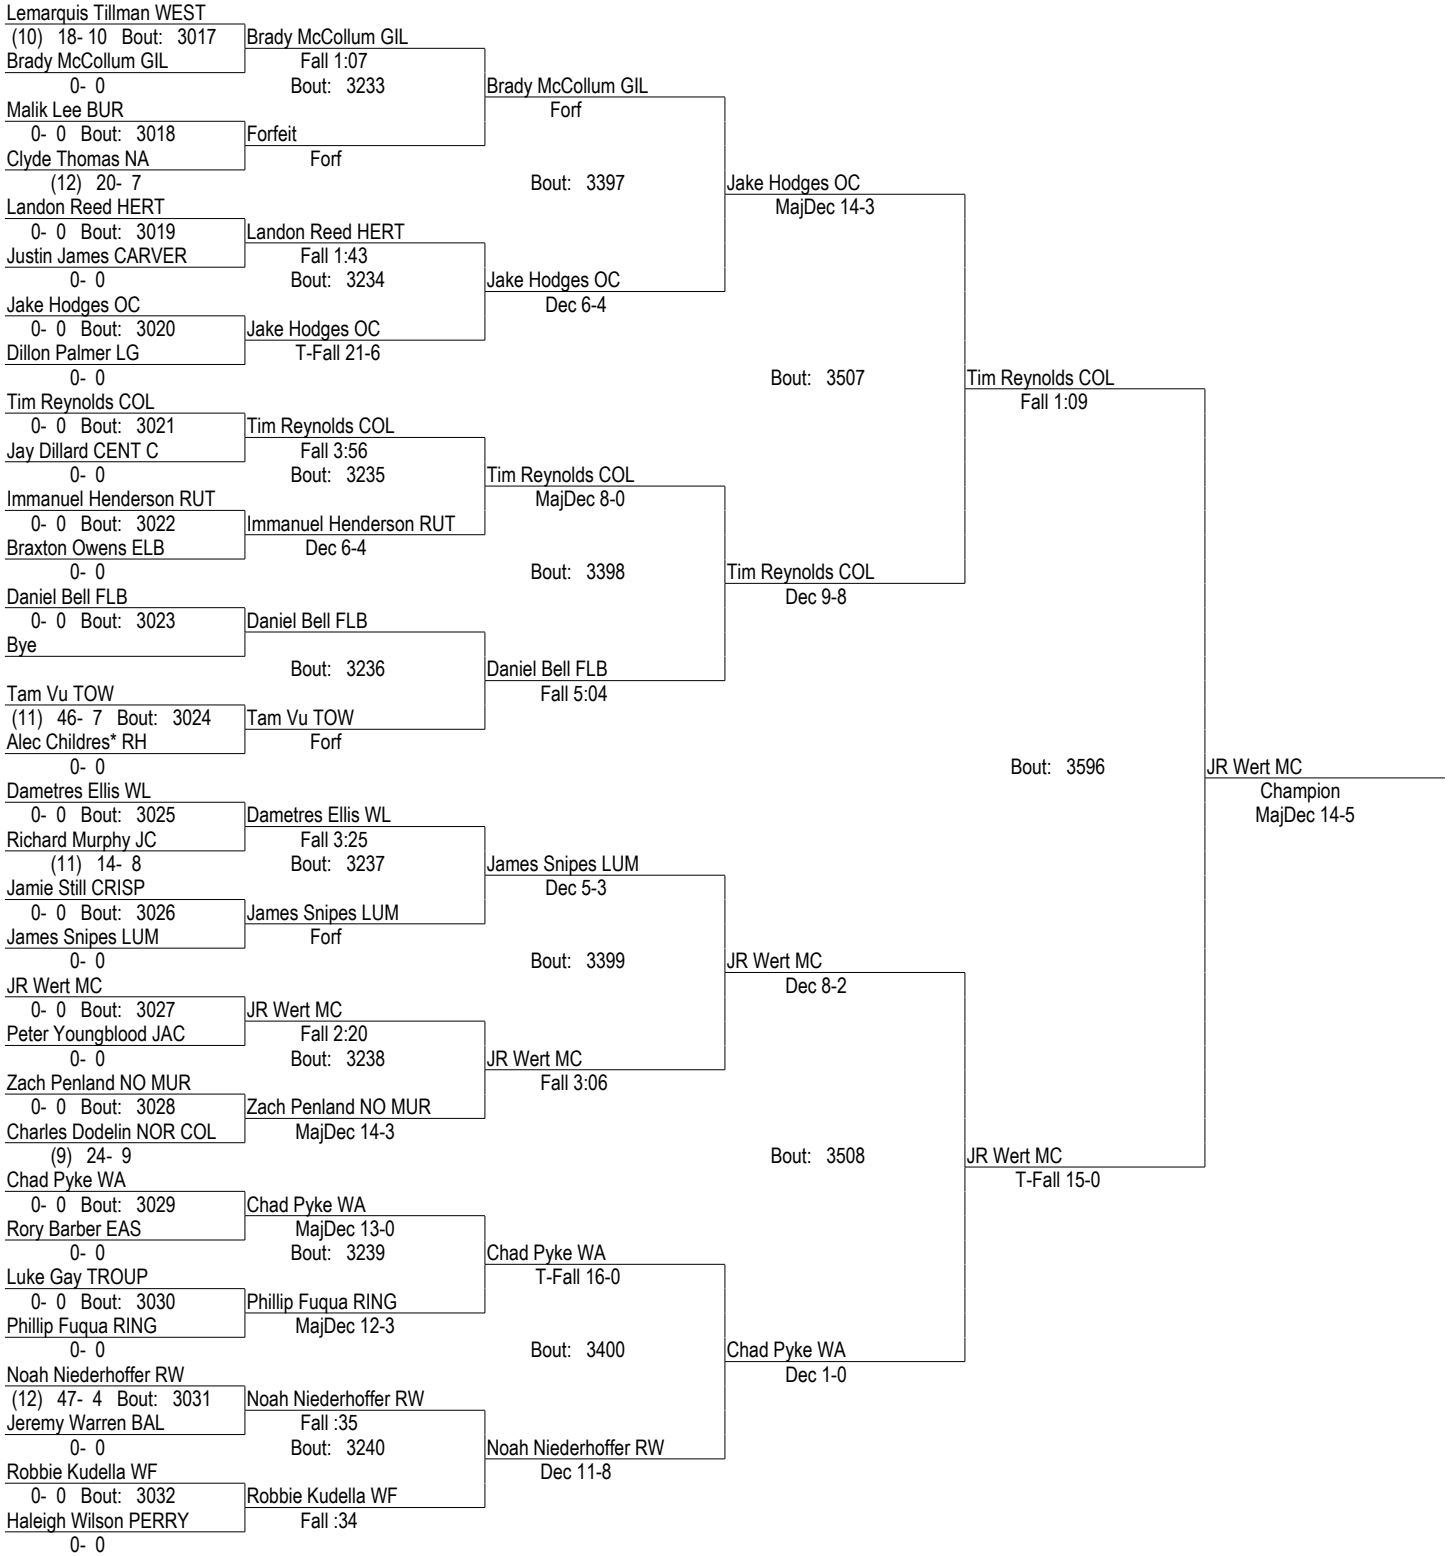 Lemarquis Tillman WEST
(10) 18- 10 Bout: 3017 Brady McCollum GIL
Brady McCollum GIL Fall 1:07
0- 0 Bout: 3233 Brady McCollum GIL
Malik Lee BUR Forf
0- 0 Bout: 3018 Forfeit
Clyde Thomas NA Forf
(12) 20- 7 Bout: 3397 Jake Hodges OC
Landon Reed HERT MajDec 14-3
0- 0 Bout: 3019 Landon Reed HERT
Justin James CARVER Fall 1:43
0- 0 Bout: 3234 Jake Hodges OC
Jake Hodges OC Dec 6-4
0- 0 Bout: 3020 Jake Hodges OC
Dillon Palmer LG T-Fall 21-6
0- 0 Bout: 3507 Tim Reynolds COL
Tim Reynolds COL Fall 1:09
0- 0 Bout: 3021 Tim Reynolds COL
Jay Dillard CENT C Fall 3:56
0- 0 Bout: 3235 Tim Reynolds COL
Immanuel Henderson RUT MajDec 8-0
0- 0 Bout: 3022 Immanuel Henderson RUT
Braxton Owens ELB Dec 6-4
0- 0 Bout: 3398 Tim Reynolds COL
Daniel Bell FLB Dec 9-8
0- 0 Bout: 3023 Daniel Bell FLB
Bye
Bout: 3236 Daniel Bell FLB
Tam Vu TOW Fall 5:04
(11) 46- 7 Bout: 3024 Tam Vu TOW
Alec Childres* RH Forf
0- 0 Bout: 3596 JR Wert MC
Dametres Ellis WL Champion
0- 0 Bout: 3025 Dametres Ellis WL MajDec 14-5
Richard Murphy JC Fall 3:25
(11) 14- 8 Bout: 3237 James Snipes LUM
Jamie Still CRISP Dec 5-3
0- 0 Bout: 3026 James Snipes LUM
James Snipes LUM Forf
0- 0 Bout: 3399 JR Wert MC
JR Wert MC Dec 8-2
0- 0 Bout: 3027 JR Wert MC
Peter Youngblood JAC Fall 2:20
0- 0 Bout: 3238 JR Wert MC
Zach Penland NO MUR Fall 3:06
0- 0 Bout: 3028 Zach Penland NO MUR
Charles Dodelin NOR COL MajDec 14-3
(9) 24- 9 Bout: 3508 JR Wert MC
Chad Pyke WA T-Fall 15-0
0- 0 Bout: 3029 Chad Pyke WA
Rory Barber EAS MajDec 13-0
0- 0 Bout: 3239 Chad Pyke WA
Luke Gay TROUP T-Fall 16-0
0- 0 Bout: 3030 Phillip Fuqua RING
Phillip Fuqua RING MajDec 12-3
0- 0 Bout: 3400 Chad Pyke WA
Noah Niederhoffer RW Dec 1-0
(12) 47- 4 Bout: 3031 Noah Niederhoffer RW
Jeremy Warren BAL Fall :35
0- 0 Bout: 3240 Noah Niederhoffer RW
Robbie Kudella WF Dec 11-8
0- 0 Bout: 3032 Robbie Kudella WF
Haleigh Wilson PERRY Fall :34
0- 0